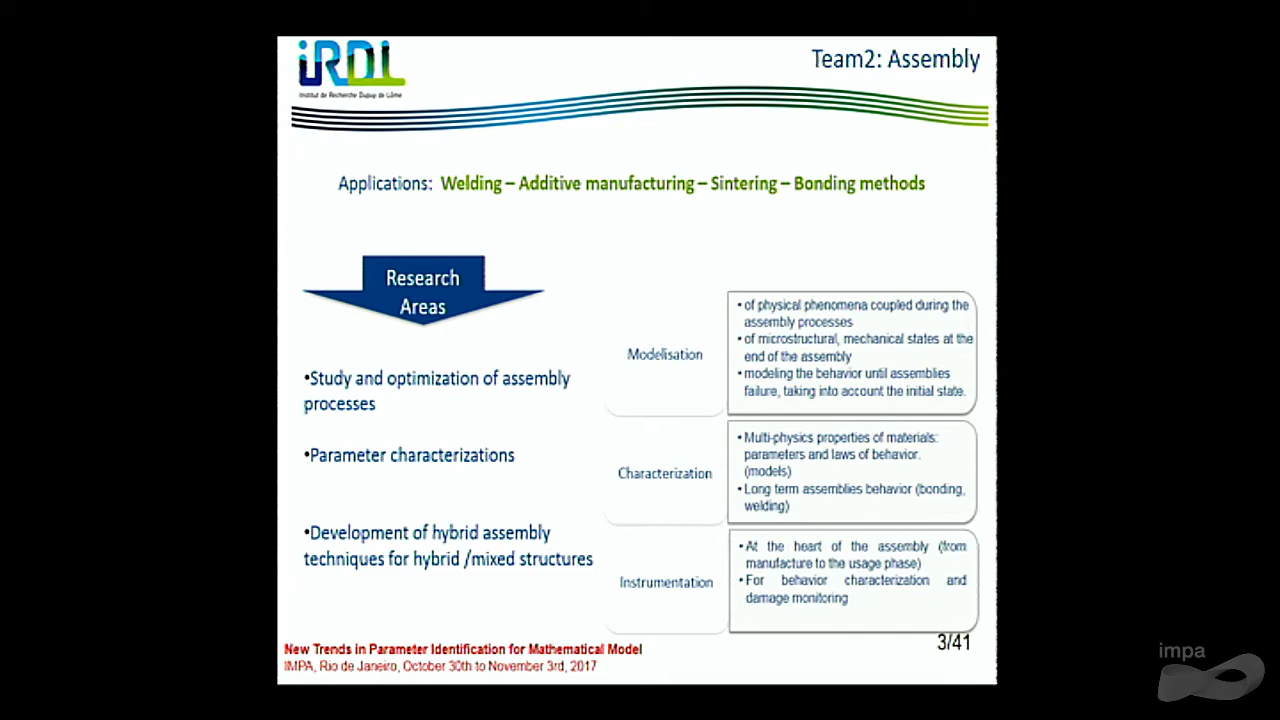 iRDL
Institut de Recherche Dupuy de Lôme
Team2: Assembly
Applications: Welding – Additive manufacturing – Sintering – Bonding methods
Research
Areas
•Study and optimization of assembly
processes
•Parameter characterizations
•Development of hybrid assembly
techniques for hybrid /mixed structures
Modelisation
• of physical phenomena coupled during the
assembly processes
• of microstructural, mechanical states at the
end of the assembly
• modeling the behavior until assemblies
failure, taking into account the initial state.
Characterization
• Multi-physics properties of materials:
parameters and laws of behavior.
(models)
• Long term assemblies behavior (bonding,
welding)
Instrumentation
• At the heart of the assembly (from
manufacture to the usage phase)
• For behavior characterization and
damage monitoring
3/41
New Trends in Parameter Identification for Mathematical Model
IMPA, Rio de Janeiro, October 30th to November 3rd, 2017
impa